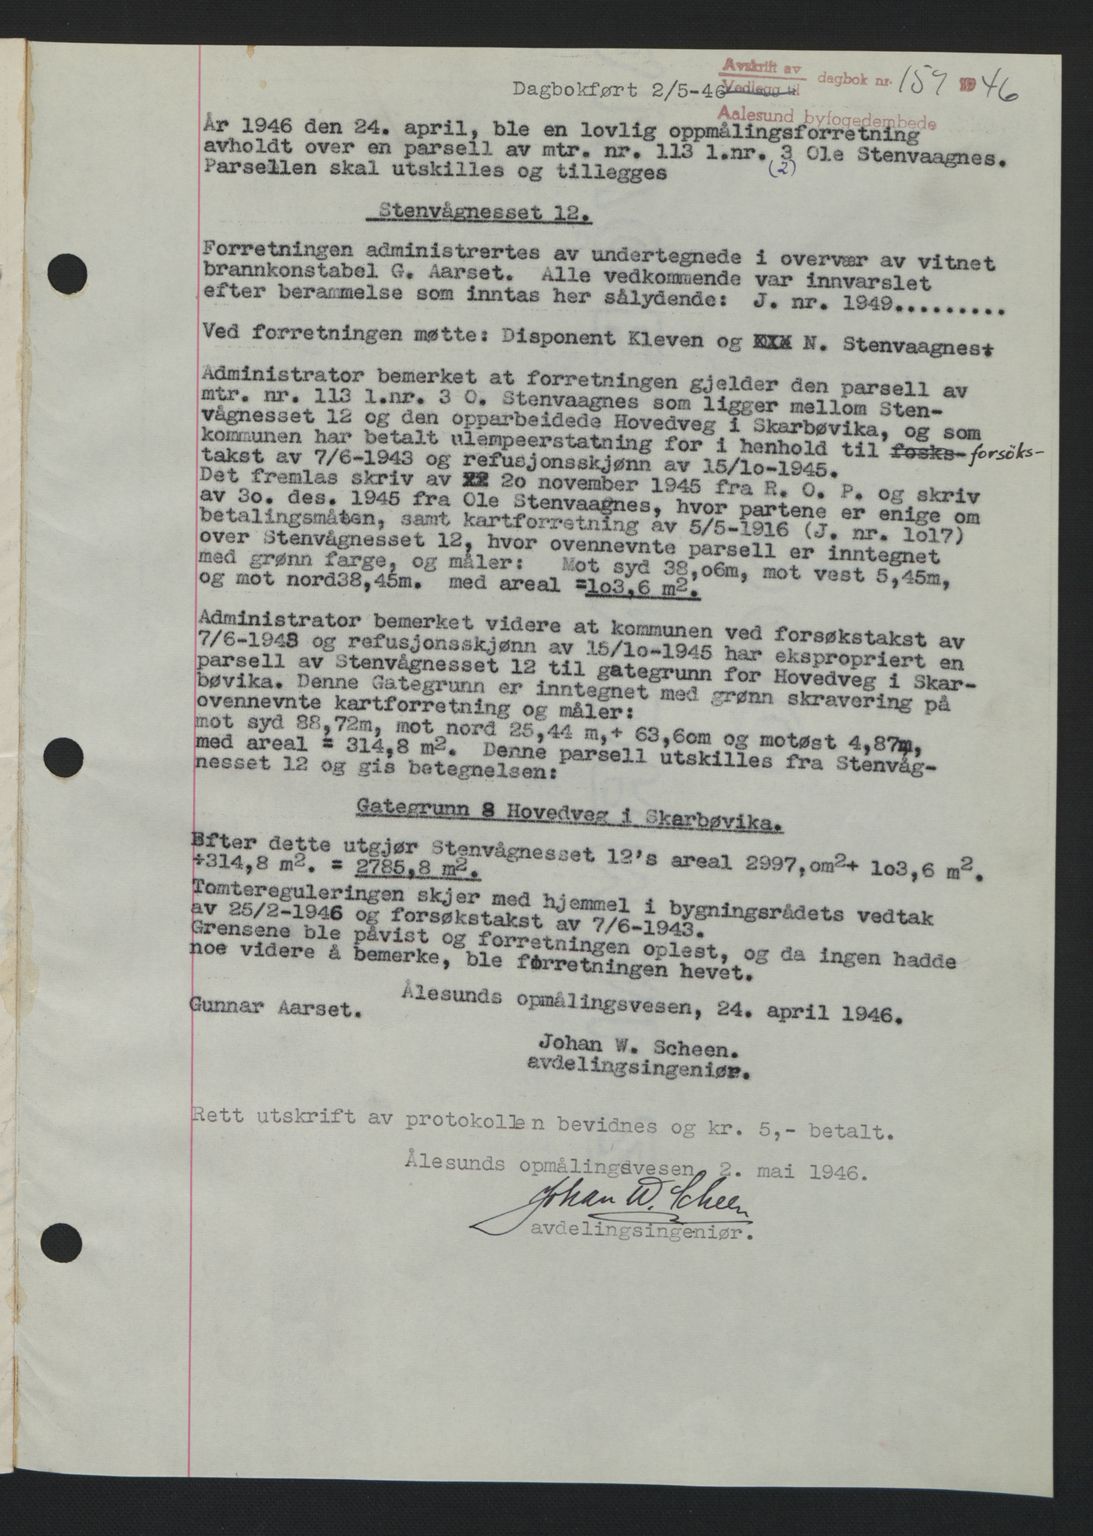 Avskrift av
Vedlegg til dagbok nr. 159 1946
Aalesund byfogedembede
Dagbokført 2/5-46
År 1946 den 24. april, ble en lovlig oppmålingsforretning
avholdt over en parsell av mtr. nr. 113 l.nr. 3 Ole Stenvaagnes.
(2)
Parsellen skal utskilles og tillegges
Stenvågnesset 12.
Forretningen administrertes av undertegnede i overvær av vitnet
brannkonstabel G. Aarset. Alle vedkommende var innvarslet
efter berammelse som inntas her sålydende: J. nr. 1949..........
Ved forretningen møtte: Disponent Kleven og XXX N. Stenvaagnes+
Administrator bemerket at forretningen gjelder den parsell av
mtr. nr. 113 l.nr. 3 O. Stenvaagnes som ligger mellom Sten-
vågnesset 12 og den opparbeidede Hovedveg i Skarbøvika, og som
kommunen har betalt ulempeerstatning for i henhold til fosks- forsöks-
takst av 7/6-1943 og refusjonsskjønn av 15/1o-1945.
Det fremlas skriv av XX 2o november 1945 fra R. O. P. og skriv
av 3o. des. 1945 fra Ole Stenvaagnes, hvor partene er enige om
betalingsmåten, samt kartforretning av 5/5-1916 (J. nr. 1o17)
over Stenvågnesset 12, hvor ovennevnte parsell er inntegnet
med grønn farge, og måler: Mot syd 38,o6m, mot vest 5,45m,
og mot nord38,45m. med areal =1o3,6 m2.
Administrator bemerket videre at kommunen ved forsøkstakst av
7/6-1943 og refusjonsskjønn av 15/1o-1945 har ekspropriert en
parsell av Stenvågnesset 12 til gategrunn for Hovedveg i Skar-
bøvika. Denne Gategrunn er inntegnet med grønn skravering på
ovennevnte kartforretning og måler:
mot syd 88,72m, mot nord 25,44 m,+ 63,6om og motøst 4,87m,
med areal = 314,8 m2. Denne parsell utskilles fra Stenvåg-
nesset 12 og gis betegnelsen:
Gategrunn 8 Hovedveg i Skarbøvika.
Efter dette utgjør Stenvågnesset 12's areal 2997,om2+ 1o3,6 m2.
÷314,8 m2. = 2785,8 m2.
Tomtereguleringen skjer med hjemmel i bygningsrådets vedtak
av 25/2-1946 og forsøkstakst av 7/6-1943.
Grensene ble påvist og forretningen oplest, og da ingen hadde
noe videre å bemerke, ble forretningen hevet.
Ålesunds opmålingsvesen, 24. april 1946.
Gunnar Aarset.
Johan W. Scheen.
avdelingsingeniør.
Rett utskrift av protokollen bevidnes og kr. 5,- betalt.
Ålesunds opmålingsvesen 2. mai 1946.
Johan W. Scheen
avdelingsingeniør.